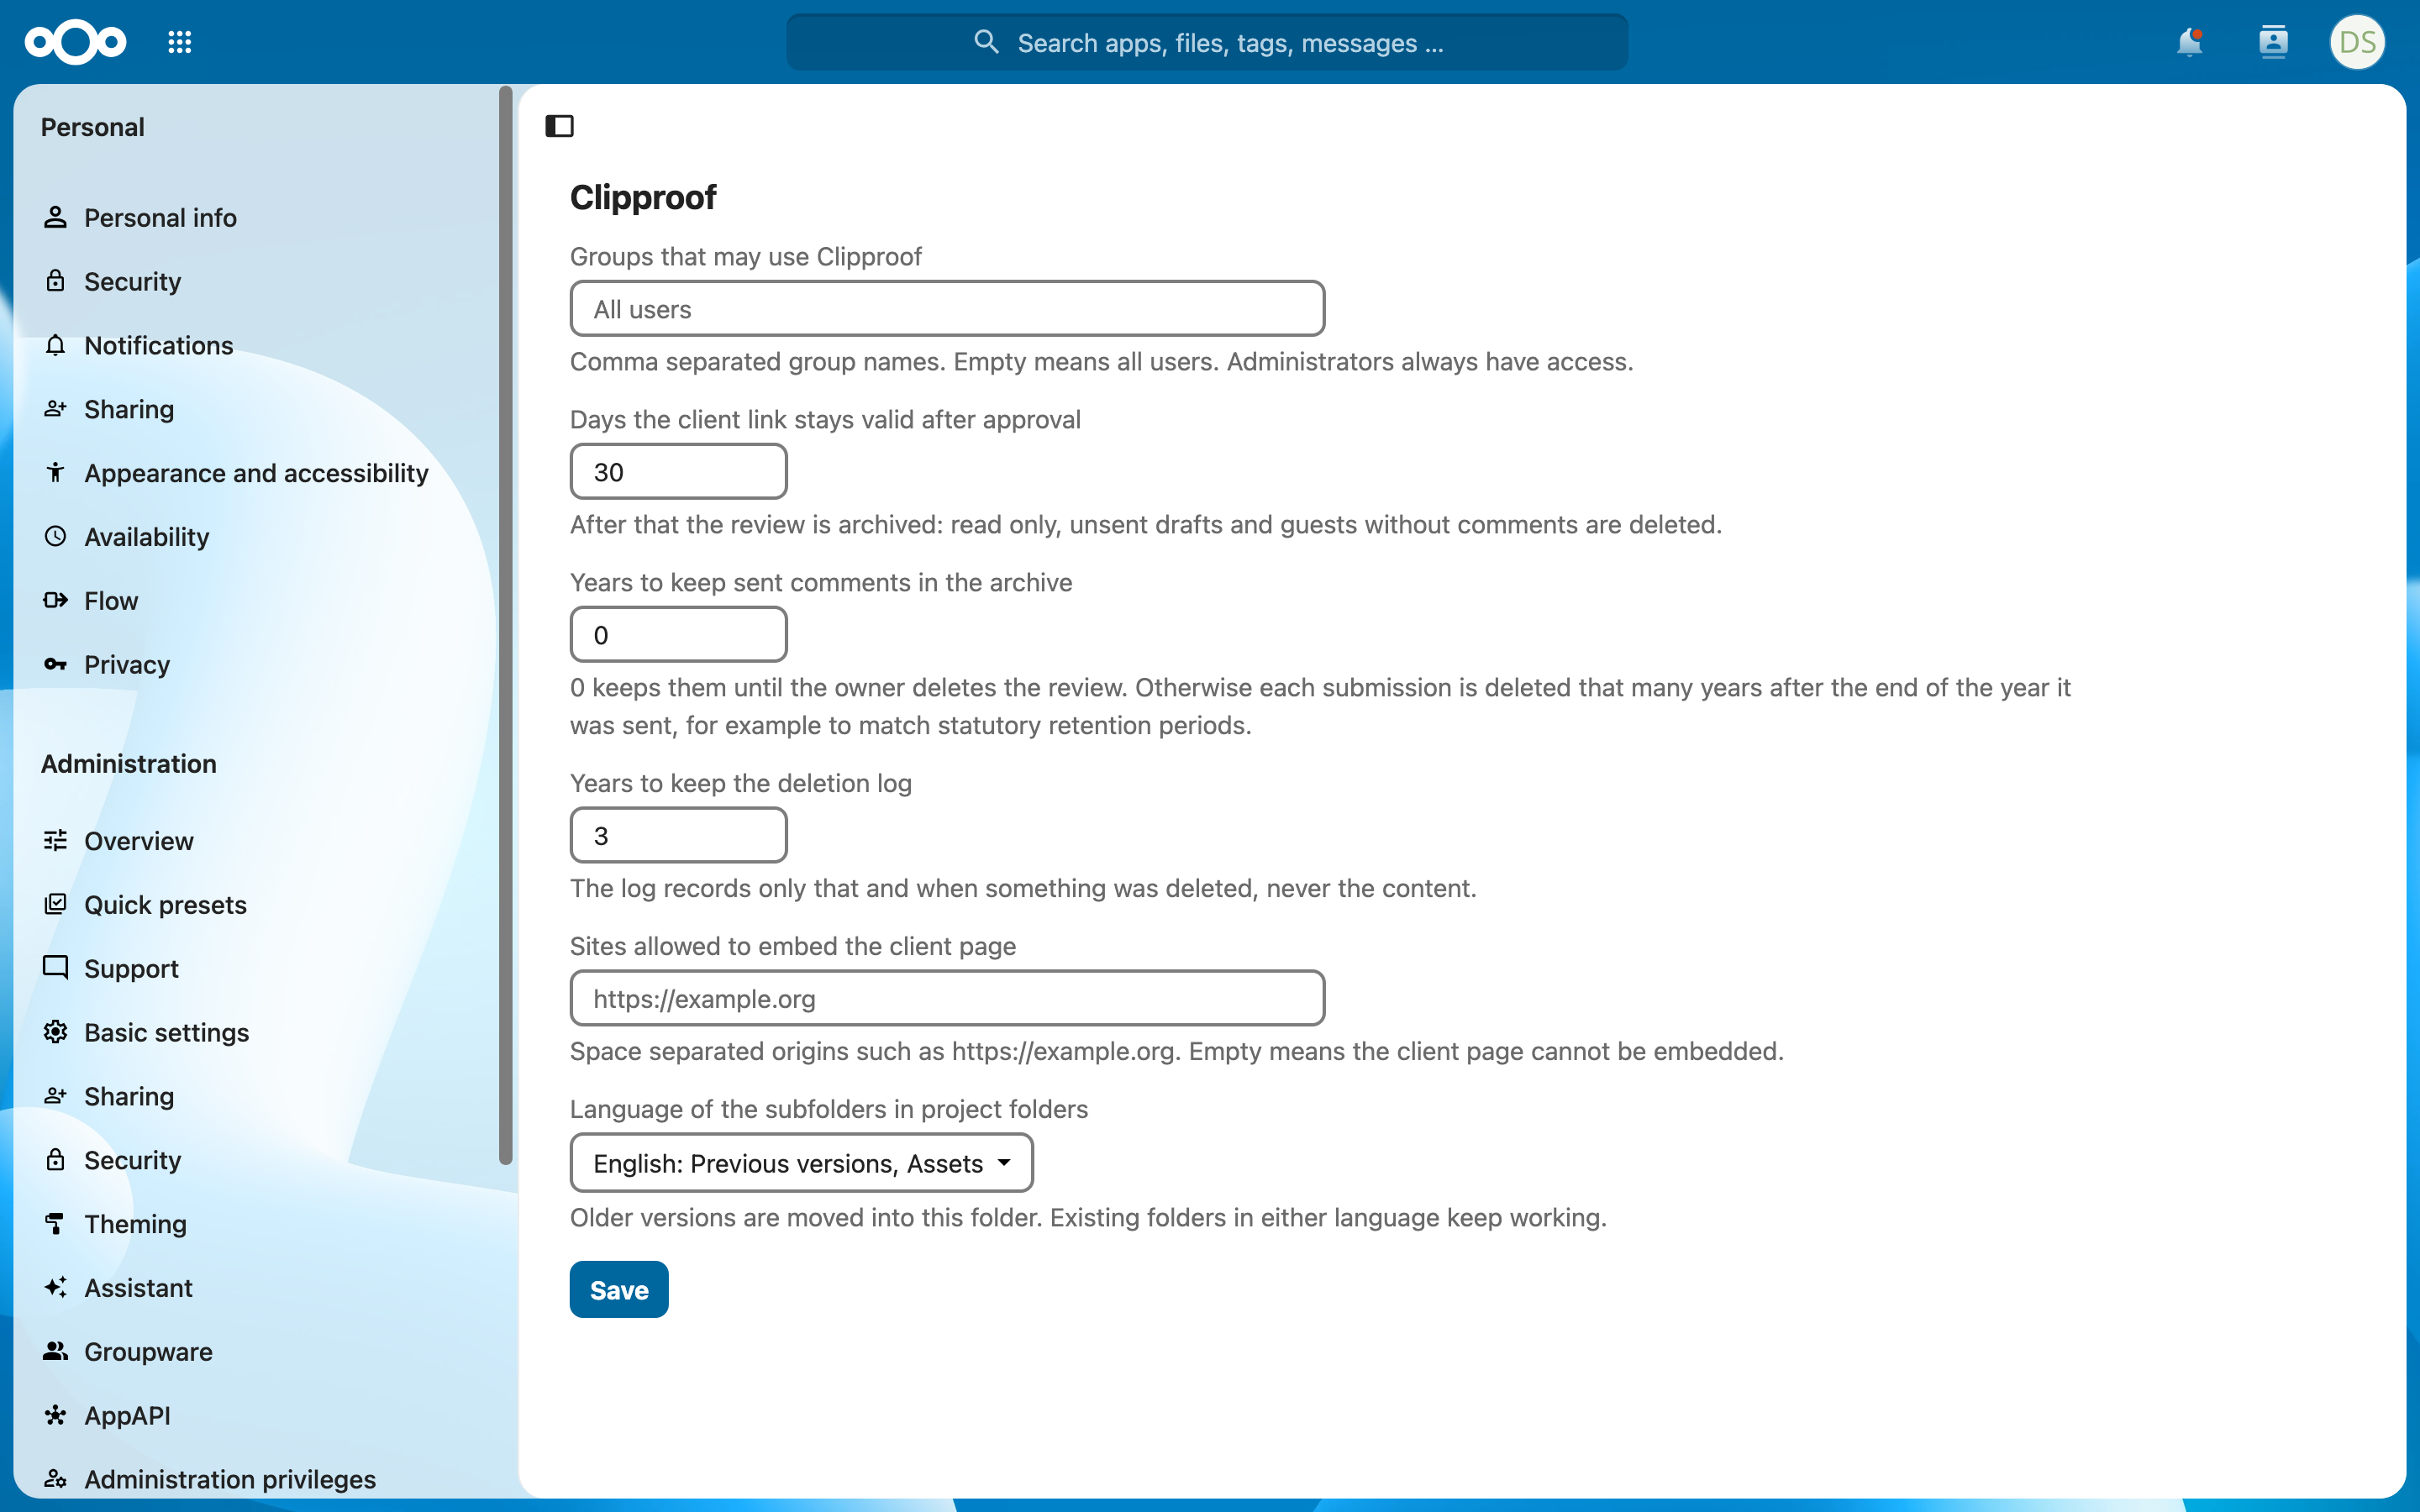 Search apps, files, tags, messages ...
DS
Personal
Personal info
Security
Notifications
Sharing
Appearance and accessibility
Availability
Flow
Privacy
Administration
Overview
Quick presets
Support
Basic settings
Sharing
Security
Theming
Assistant
Groupware
AppAPI
Administration privileges
Clipproof
Groups that may use Clipproof
All users
Comma separated group names. Empty means all users. Administrators always have access.
Days the client link stays valid after approval
30
After that the review is archived: read only, unsent drafts and guests without comments are deleted.
Years to keep sent comments in the archive
0
0 keeps them until the owner deletes the review. Otherwise each submission is deleted that many years after the end of the year it
was sent, for example to match statutory retention periods.
Years to keep the deletion log
3
The log records only that and when something was deleted, never the content.
Sites allowed to embed the client page
https://example.org
Space separated origins such as https://example.org. Empty means the client page cannot be embedded.
Language of the subfolders in project folders
English: Previous versions, Assets
Older versions are moved into this folder. Existing folders in either language keep working.
Save